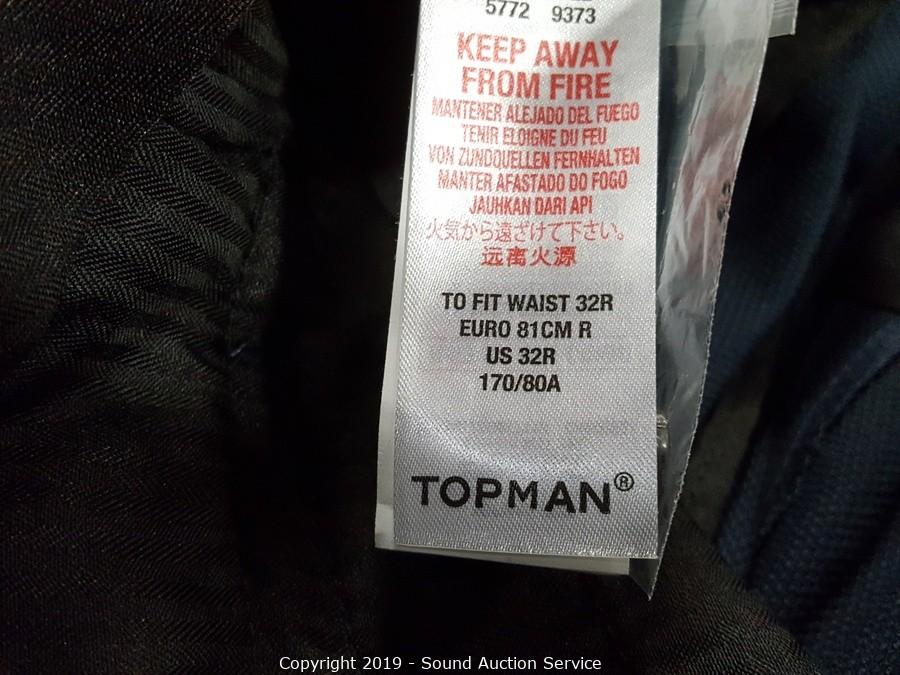 5772 9373
KEEP AWAY
FROM FIRE
MANTENER ALEJADO DEL FUEGO
TENIR ELOIGNE DU FEU
VON ZUNDQUELLEN FERNHALTEN
MANTER AFASTADO DO FOGO
JAUHKAN DARI API
火気から遠ざけて下さい。
远离火源
TO FIT WAIST 32R
EURO 81CM R
US 32R
170/80A
TOPMAN®
Copyright 2019 - Sound Auction Service